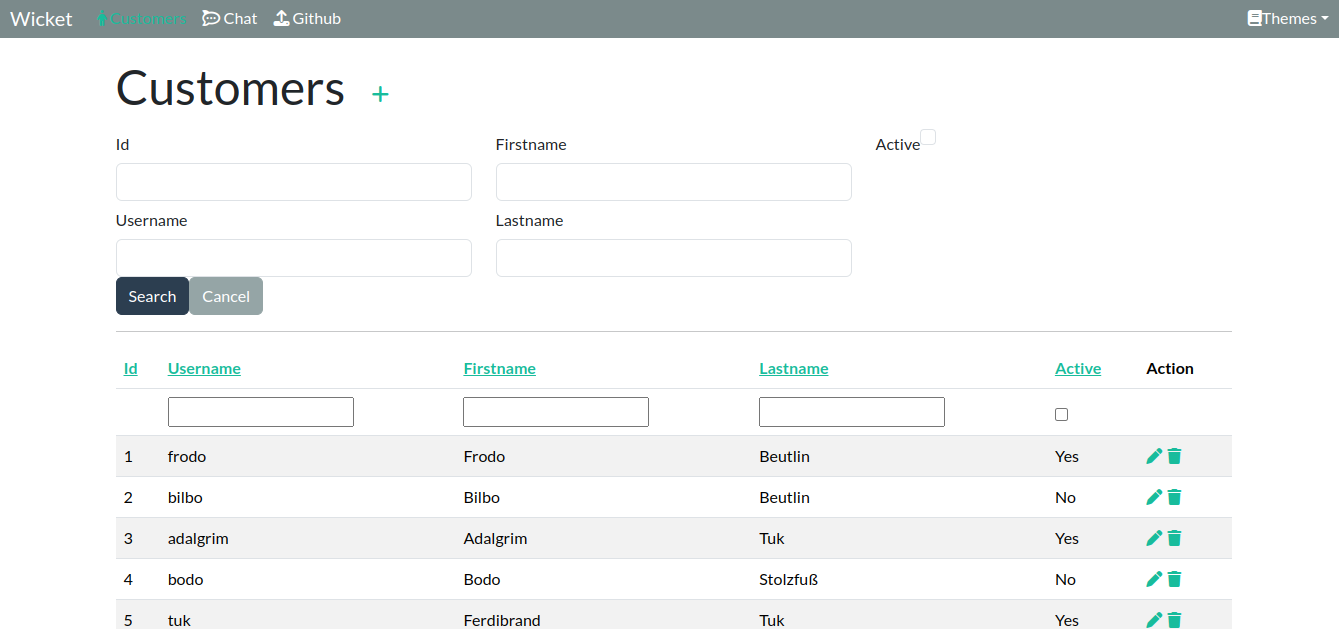 Wicket Customers Chat Github Themes
Customers +
Id Firstname Active
Username Lastname
Search Cancel
Id Username Firstname Lastname Active Action
1 frodo Frodo Beutlin Yes
2 bilbo Bilbo Beutlin No
3 adalgrim Adalgrim Tuk Yes
4 bodo Bodo Stolzfuß No
5 tuk Ferdibrand Tuk Yes